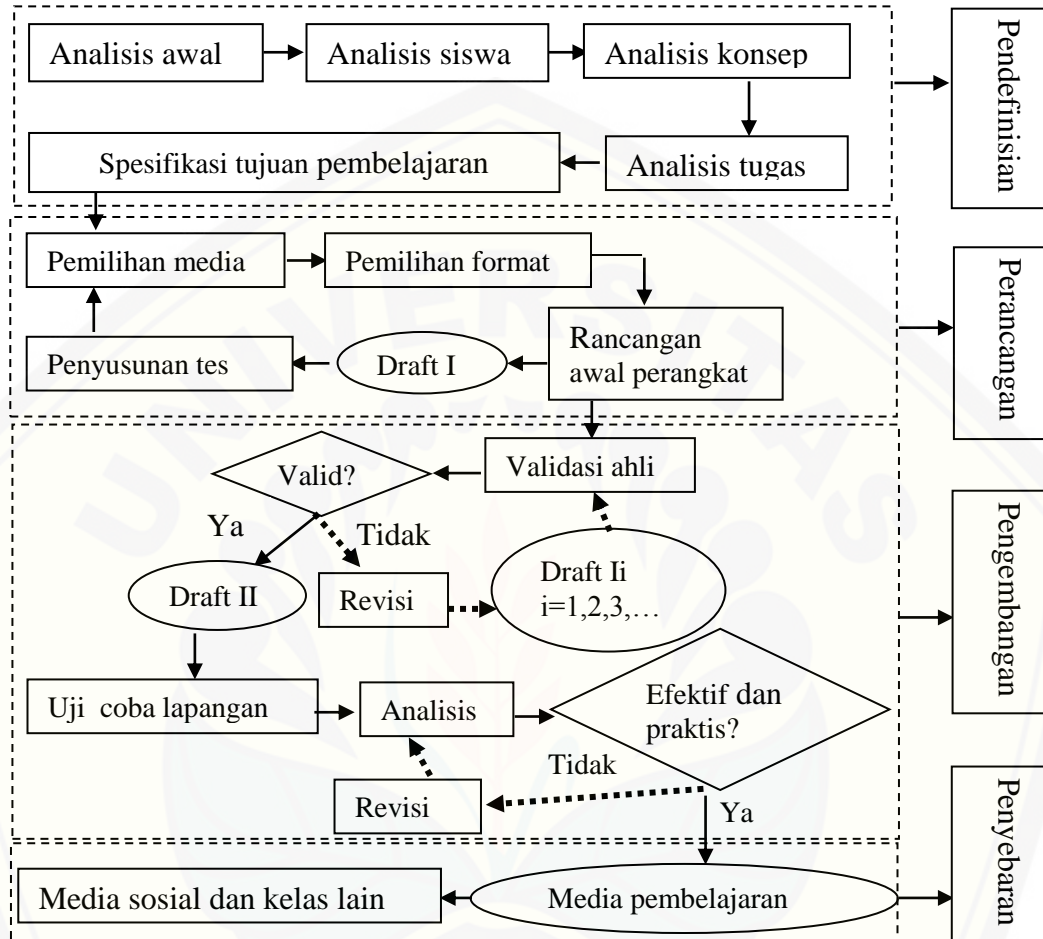 Analisis awal
Analisis siswa
Analisis konsep
Pendefinisian
Spesifikasi tujuan pembelajaran
Analisis tugas
Pemilihan media
Pemilihan format
Perancangan
Penyusunan tes
Draft I
Rancangan
awal perangkat
Valid?
Validasi ahli
Ya
Tidak
Draft II
Revisi
Draft Ii
i=1,2,3,…
Pengembangan
Uji coba lapangan
Analisis
Efektif dan
praktis?
Tidak
Revisi
Ya
Penyebaran
Media sosial dan kelas lain
Media pembelajaran
UNIVERSITAS